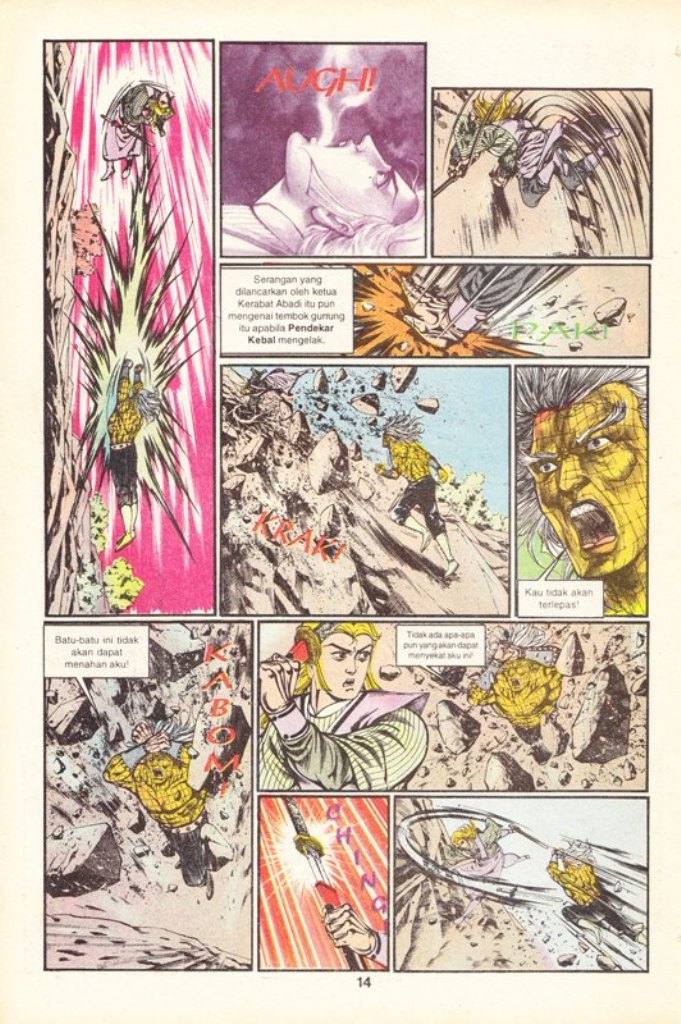 AUGH!
Serangan yang
dilancarkan oleh ketua
Kerabat Abadi itu pun
mengenai tembok gunung
itu apabila Pendekar
Kebal mengelak.
PAK!
KRAK!
Kau tidak akan
terlepas!
Batu-batu ini tidak
akan dapat
menahan aku!
KABOM!
Tidak ada apa-apa
pun yang akan dapat
menyekat aku ini!
CHING
14